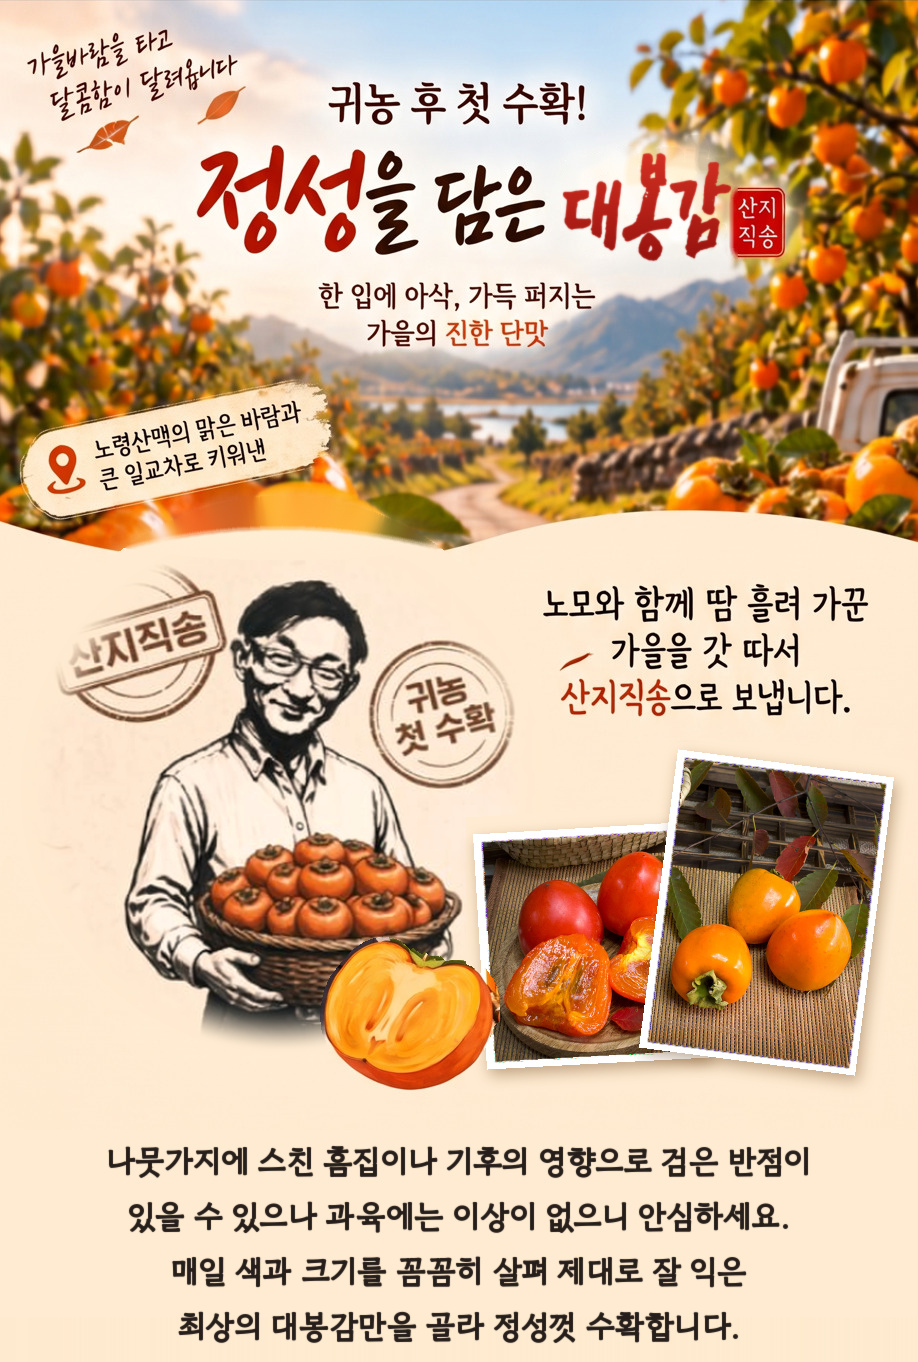 가을바람을 타고
달콤함이 달려옵니다
귀농 후 첫 수확!
정성을 담은 대봉감
산지
직송
한 입에 아삭, 가득 퍼지는
가을의 진한 단맛
노령산맥의 맑은 바람과
큰 일교차로 키워낸
산지직송
귀농
첫 수확
노모와 함께 땀 흘려 가꾼
가을을 갓 따서
산지직송으로 보냅니다.
나뭇가지에 스친 흠집이나 기후의 영향으로 검은 반점이
있을 수 있으나 과육에는 이상이 없으니 안심하세요.
매일 색과 크기를 꼼꼼히 살펴 제대로 잘 익은
최상의 대봉감만을 골라 정성껏 수확합니다.